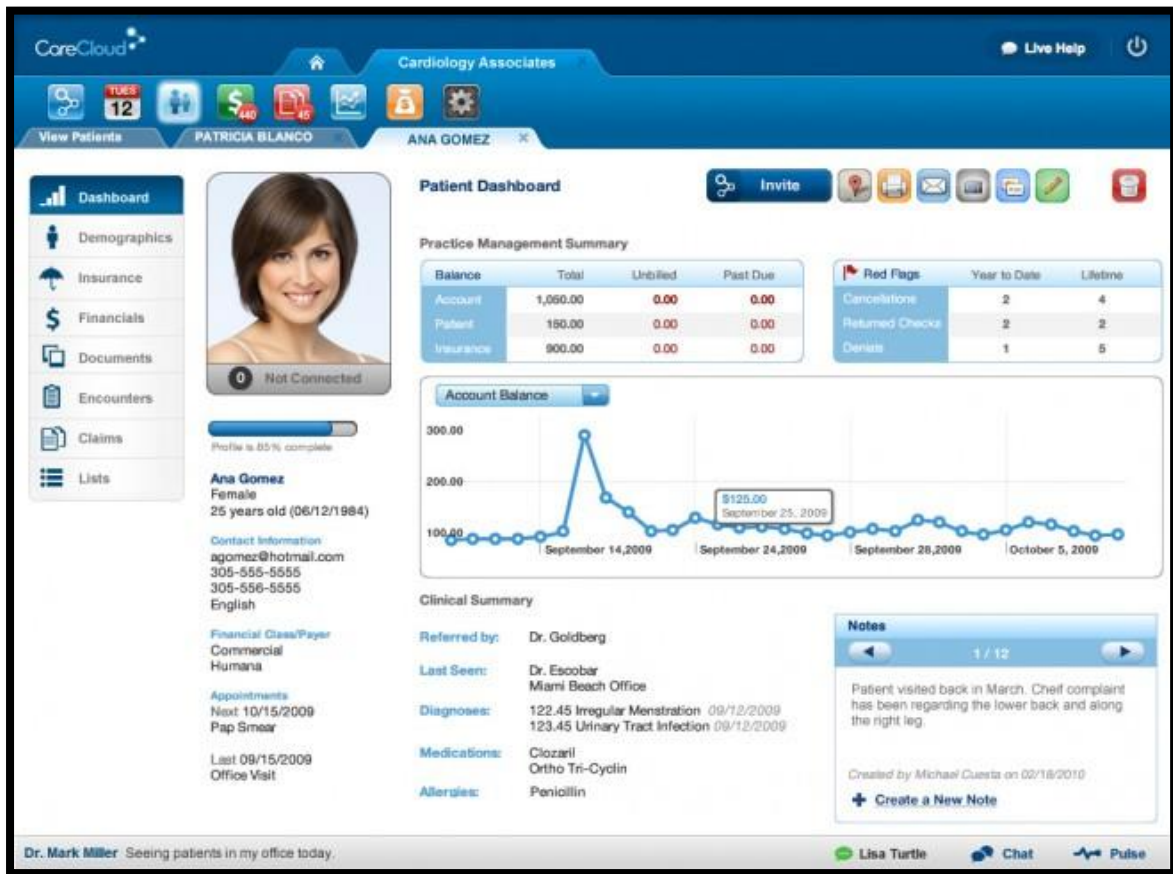 CareCloud
Cardiology Associates
Live Help
TUES
12
440
45
View Patients
PATRICIA BLANCO
ANA GOMEZ
Dashboard
Demographics
Insurance
Financials
Documents
Encounters
Claims
Lists
0 Not Connected
Profile is 85% complete
Ana Gomez
Female
25 years old (06/12/1984)
Contact Information
agomez@hotmail.com
305-555-5555
305-556-5555
English
Financial Class/Payer
Commercial
Humana
Appointments
Next 10/15/2009
Pap Smear
Last 09/15/2009
Office Visit
Patient Dashboard
Invite
Practice Management Summary
Balance Total Unbilled Past Due
Account 1,050.00 0.00 0.00
Patient 150.00 0.00 0.00
Insurance 900.00 0.00 0.00
Red Flags Year to Date Lifetime
Cancellations 2 4
Returned Checks 2 2
Denials 1 5
Account Balance
300.00
200.00
100.00
$125.00
September 25, 2009
September 14,2009 September 24,2009 September 28,2009 October 5, 2009
Clinical Summary
Referred by: Dr. Goldberg
Last Seen: Dr. Escobar
Miami Beach Office
Diagnoses: 122.45 Irregular Menstration 09/12/2009
123.45 Urinary Tract Infection 09/12/2009
Medications: Clozaril
Ortho Tri-Cyclin
Allergies: Penicillin
Notes
1 / 12
Patient visited back in March. Cheif complaint
has been regarding the lower back and along
the right leg.
Created by Michael Cuesta on 02/18/2010
Create a New Note
Dr. Mark Miller Seeing patients in my office today.
Lisa Turtle Chat Pulse